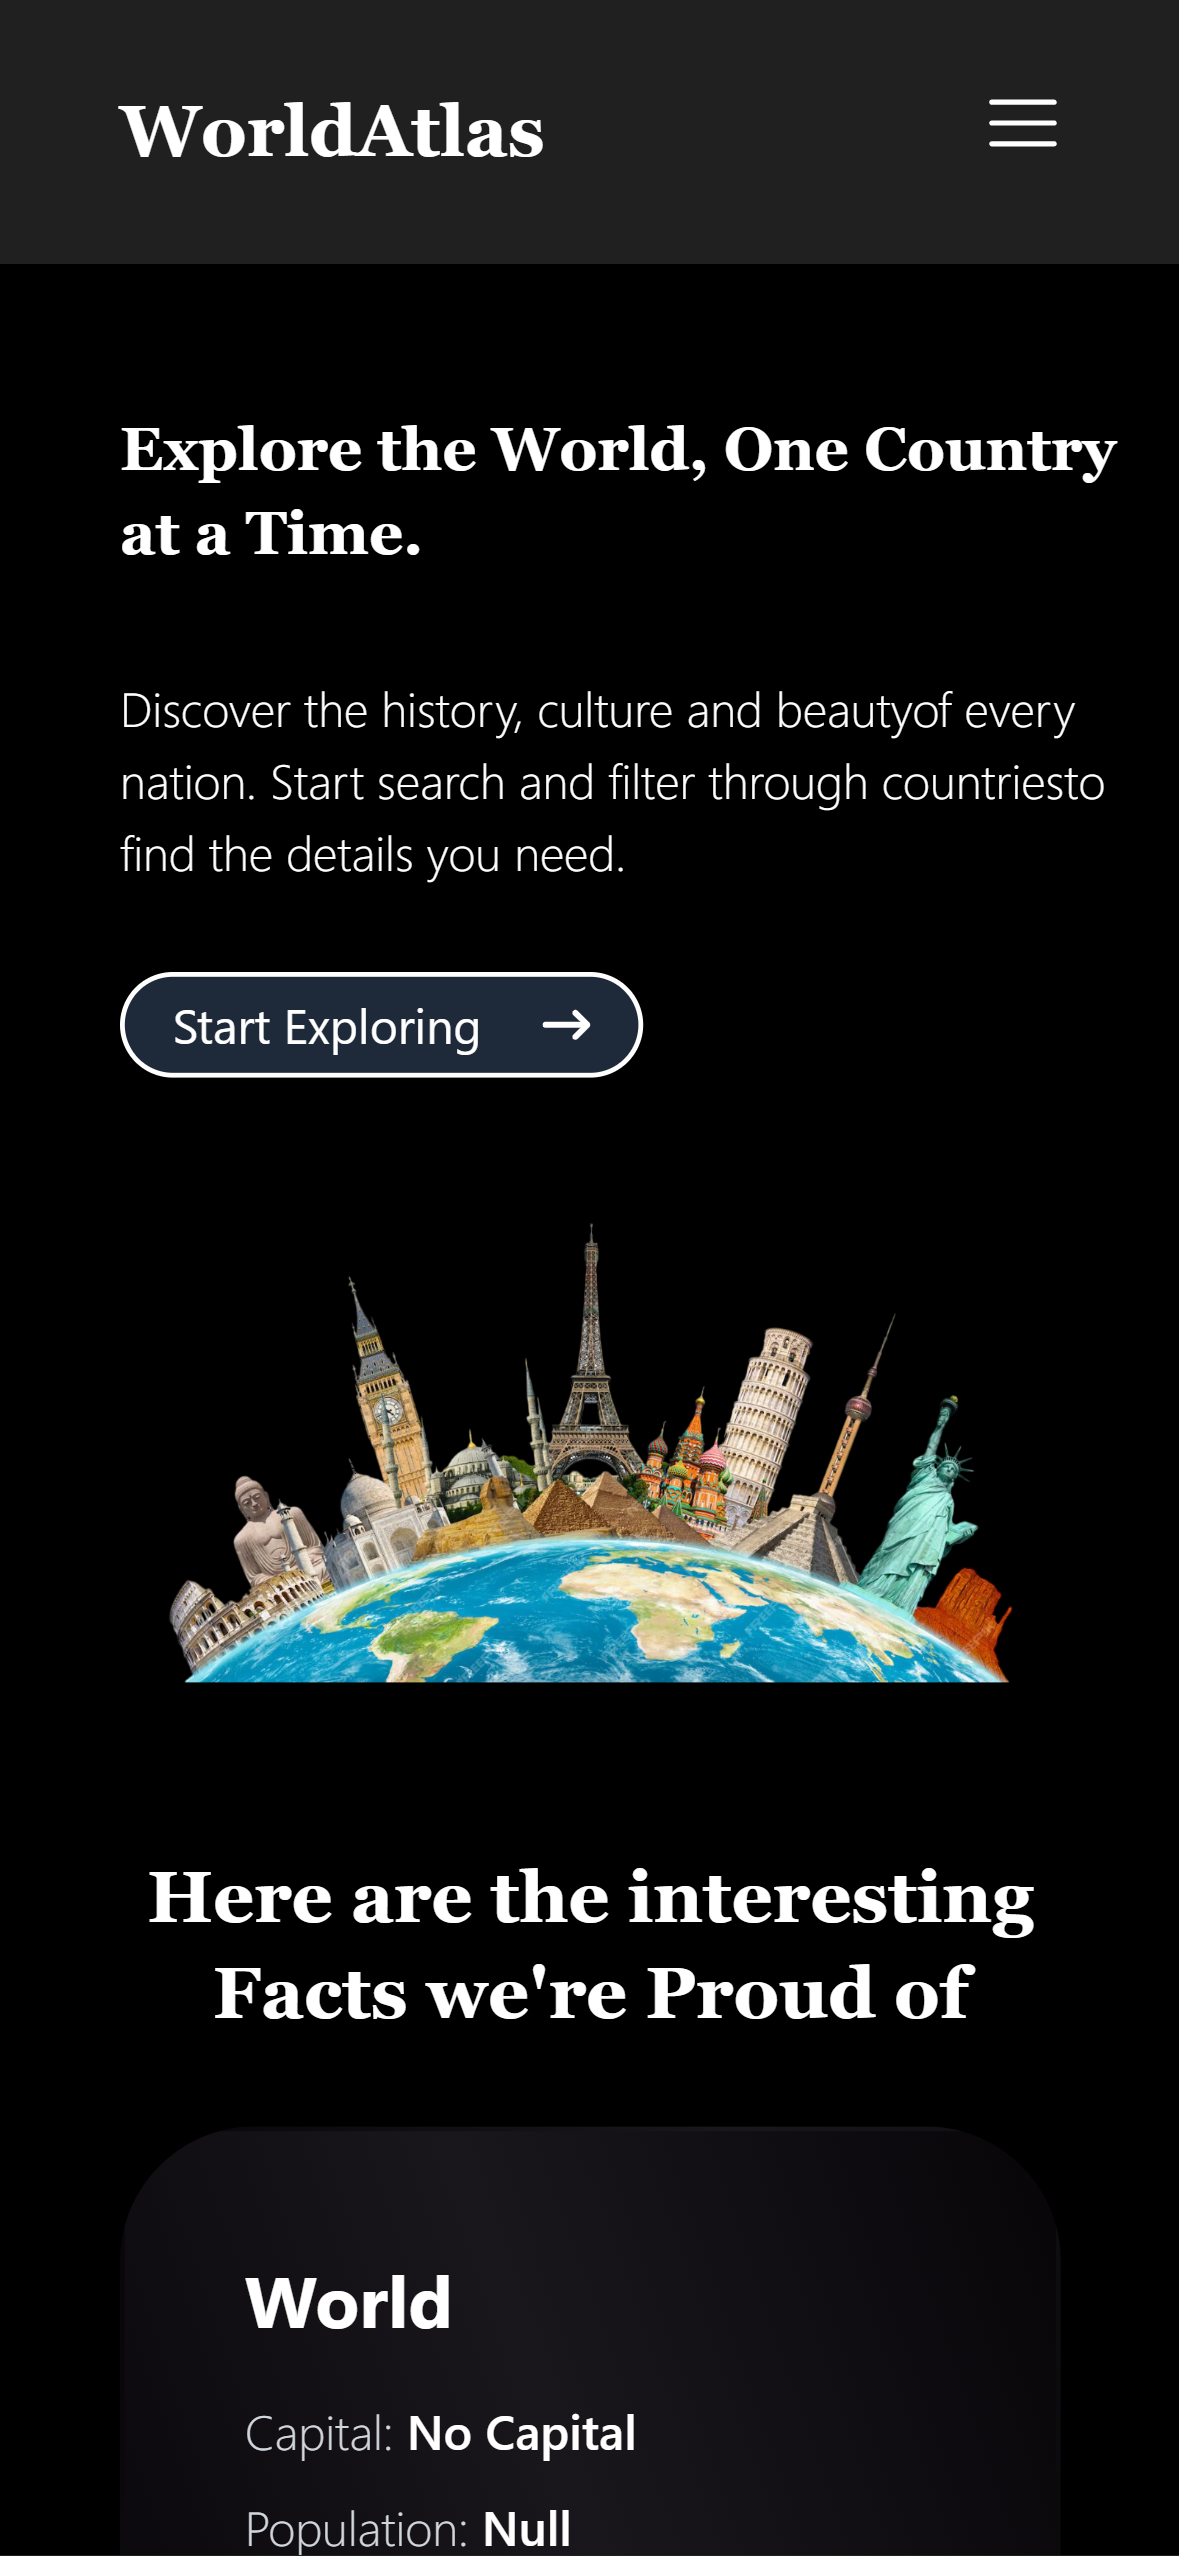 WorldAtlas
Explore the World, One Country
at a Time.
Discover the history, culture and beautyof every
nation. Start search and filter through countriesto
find the details you need.
Start Exploring
Here are the interesting
Facts we're Proud of
World
Capital: No Capital
Population: Null